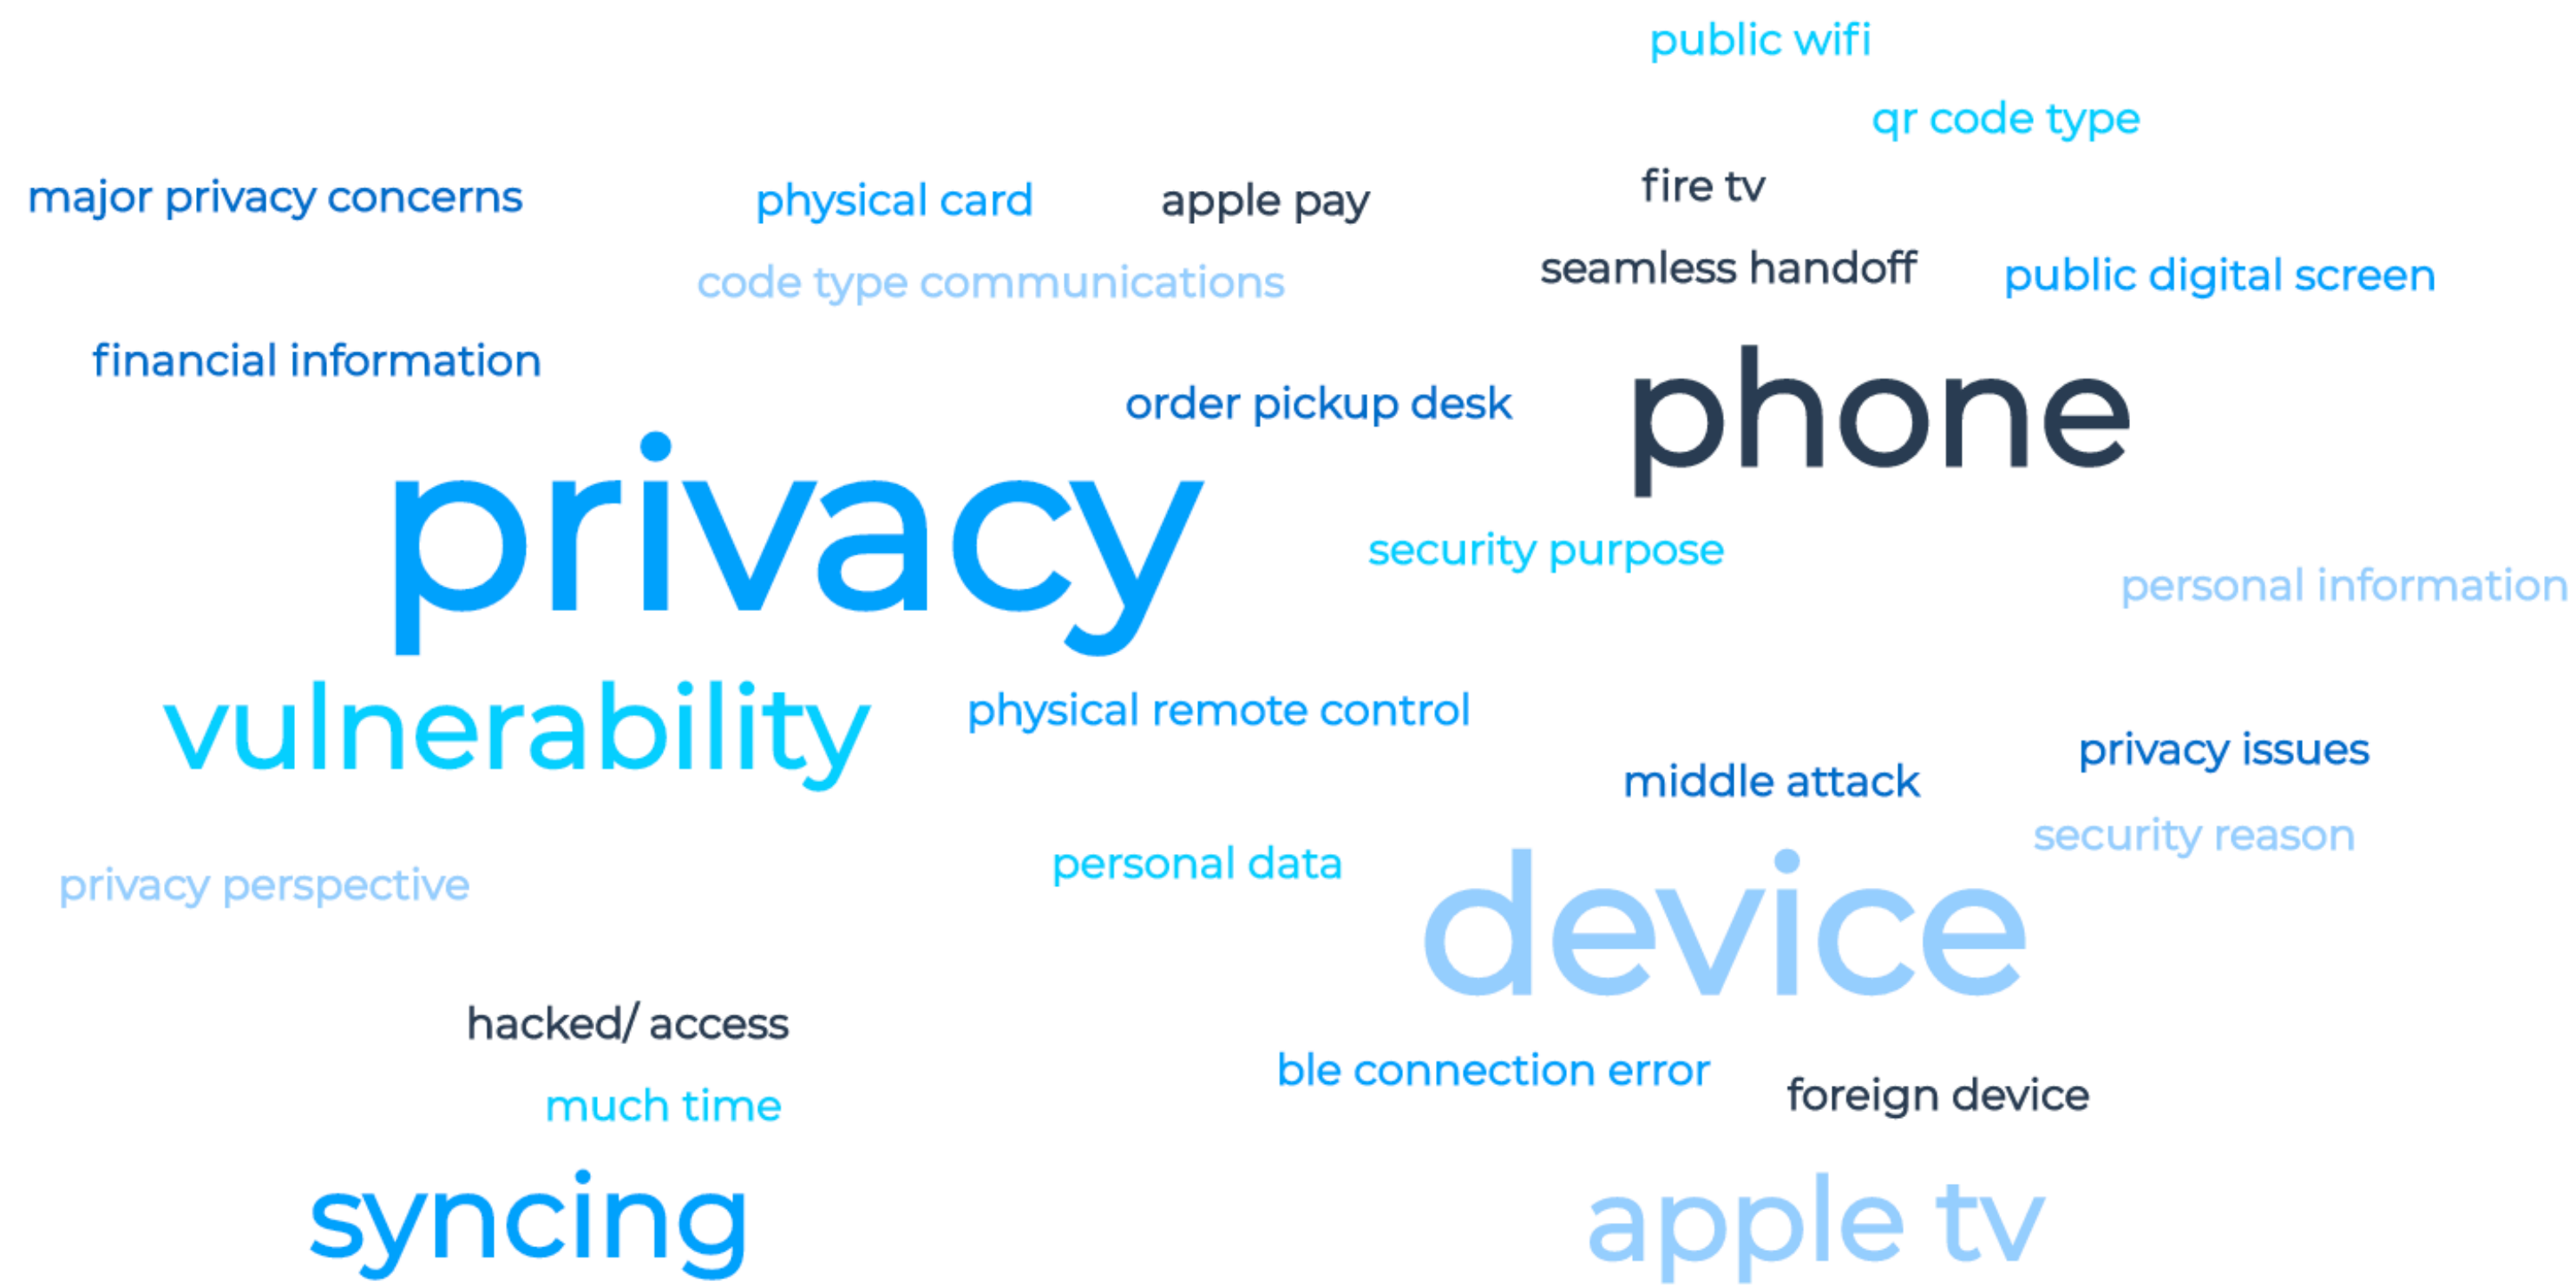 public wifi
qr code type
fire tv
major privacy concerns
physical card
apple pay
seamless handoff
public digital screen
code type communications
financial information
order pickup desk
phone
privacy
security purpose
personal information
vulnerability
physical remote control
privacy issues
middle attack
security reason
personal data
privacy perspective
device
hacked/ access
ble connection error
foreign device
much time
syncing
apple tv